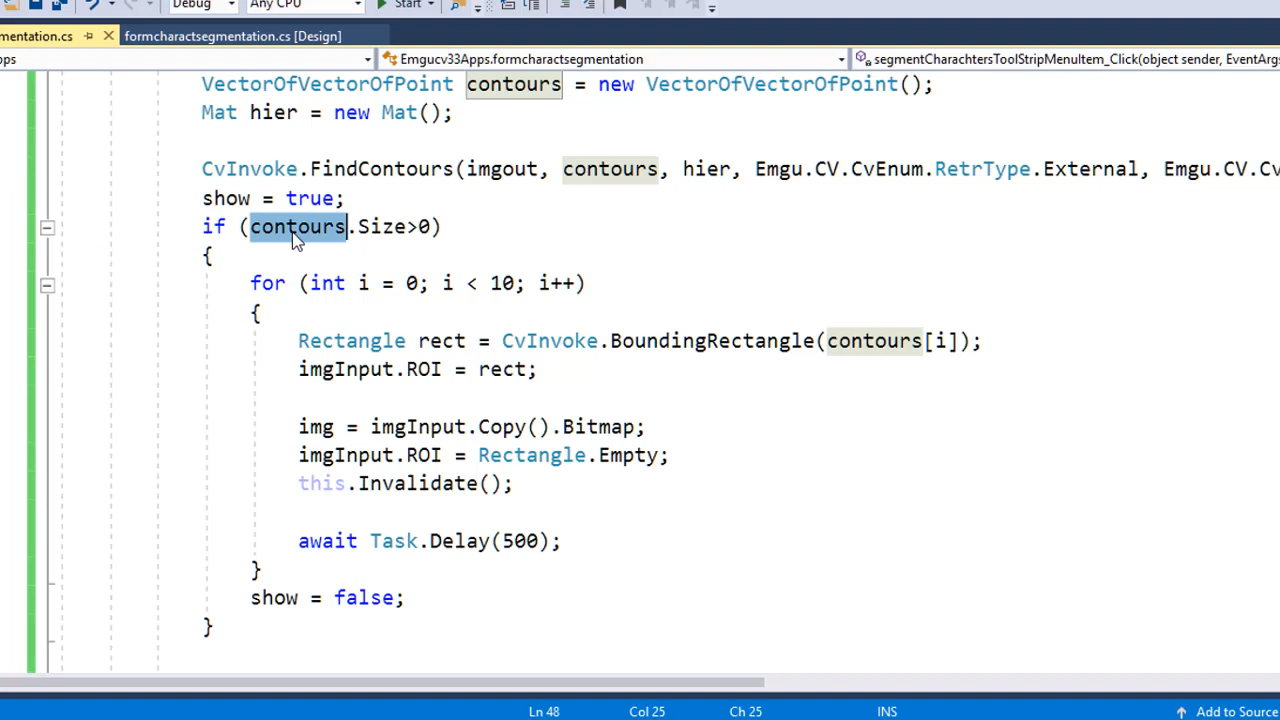 Debug Any CPU Start
mentation.cs formcharactsegmentation.cs [Design]
pps Emgucv33Apps.formcharactsegmentation segmentCharachtersToolStripMenuItem_Click(object sender, EventArgs
VectorOfVectorOfPoint contours = new VectorOfVectorOfPoint();
Mat hier = new Mat();
CvInvoke.FindContours(imgout, contours, hier, Emgu.CV.CvEnum.RetrType.External, Emgu.CV.Cv
show = true;
if (contours.Size>0)
{
for (int i = 0; i < 10; i++)
{
Rectangle rect = CvInvoke.BoundingRectangle(contours[i]);
imgInput.ROI = rect;
img = imgInput.Copy().Bitmap;
imgInput.ROI = Rectangle.Empty;
this.Invalidate();
await Task.Delay(500);
}
show = false;
}
Ln 48 Col 25 Ch 25 INS Add to Source